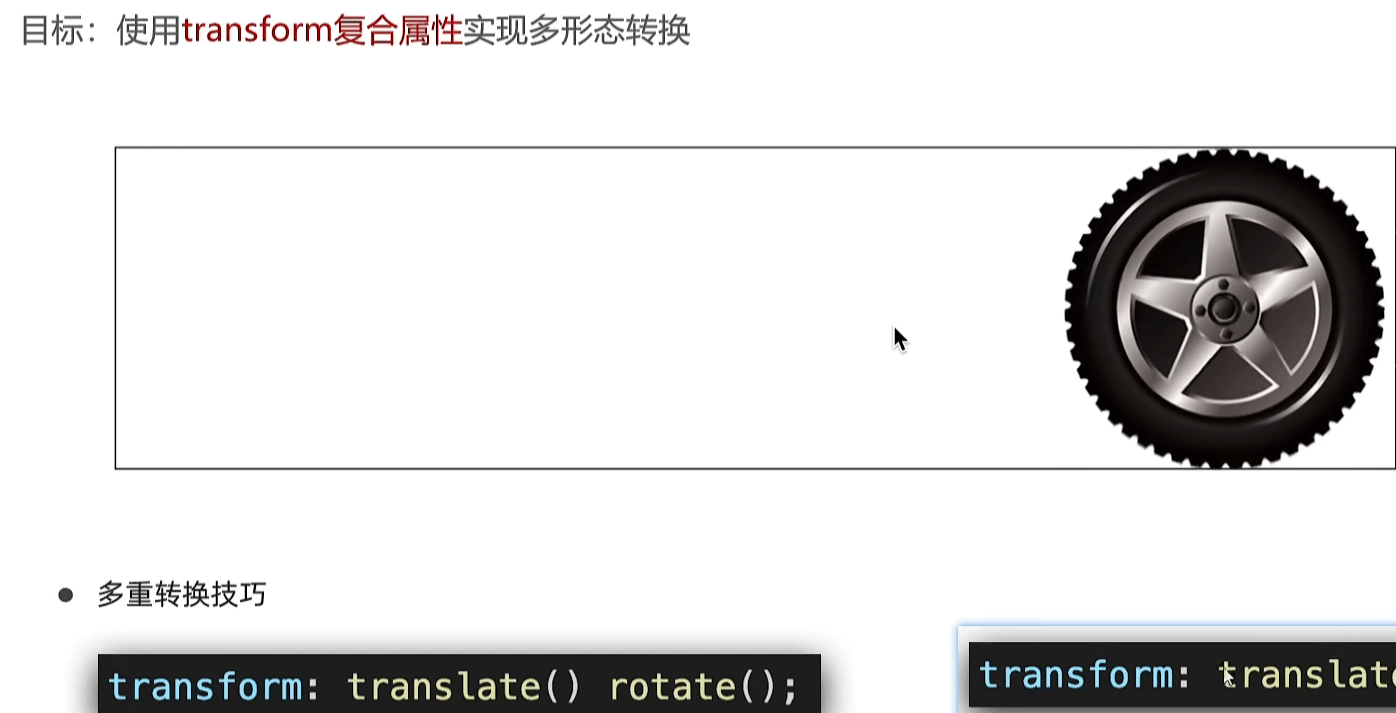 目标：使用transform复合属性实现多形态转换
多重转换技巧
transform: translate() rotate();
transform: translate